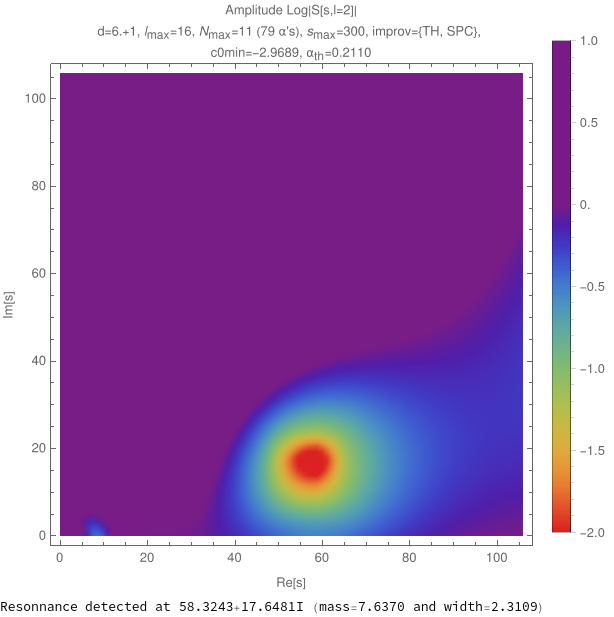 Amplitude Log|S[s,l=2]|
d=6.+1, lmax=16, Nmax=11 (79 α's), smax=300, improv={TH, SPC},
c0min=−2.9689, αth=0.2110
100
80
60
40
20
0
Im[s]
0 20 40 60 80 100
Re[s]
1.0
0.5
0.
−0.5
−1.0
−1.5
−2.0
Resonnance detected at 58.3243+17.6481I (mass=7.6370 and width=2.3109)